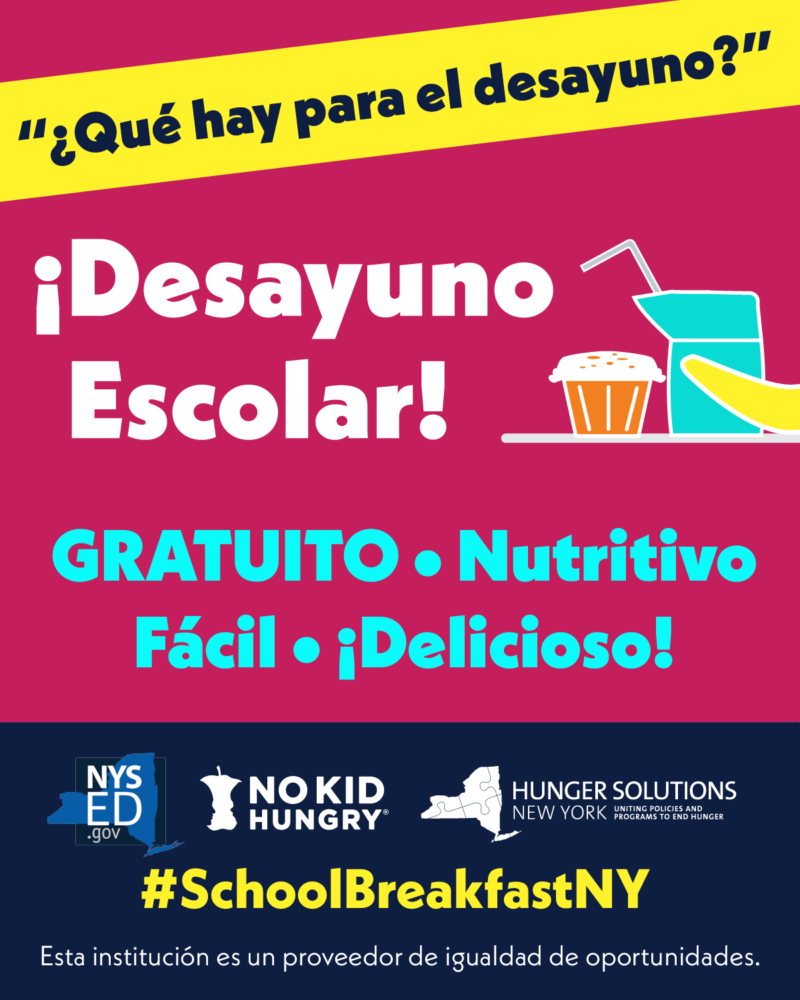 “¿Qué hay para el desayuno?”
¡Desayuno
Escolar!
GRATUITO • Nutritivo
Fácil • ¡Delicioso!
NYS
ED
.gov
NO KID
HUNGRY®
HUNGER SOLUTIONS
NEW YORK
UNITING POLICIES AND
PROGRAMS TO END HUNGER
#SchoolBreakfastNY
Esta institución es un proveedor de igualdad de oportunidades.